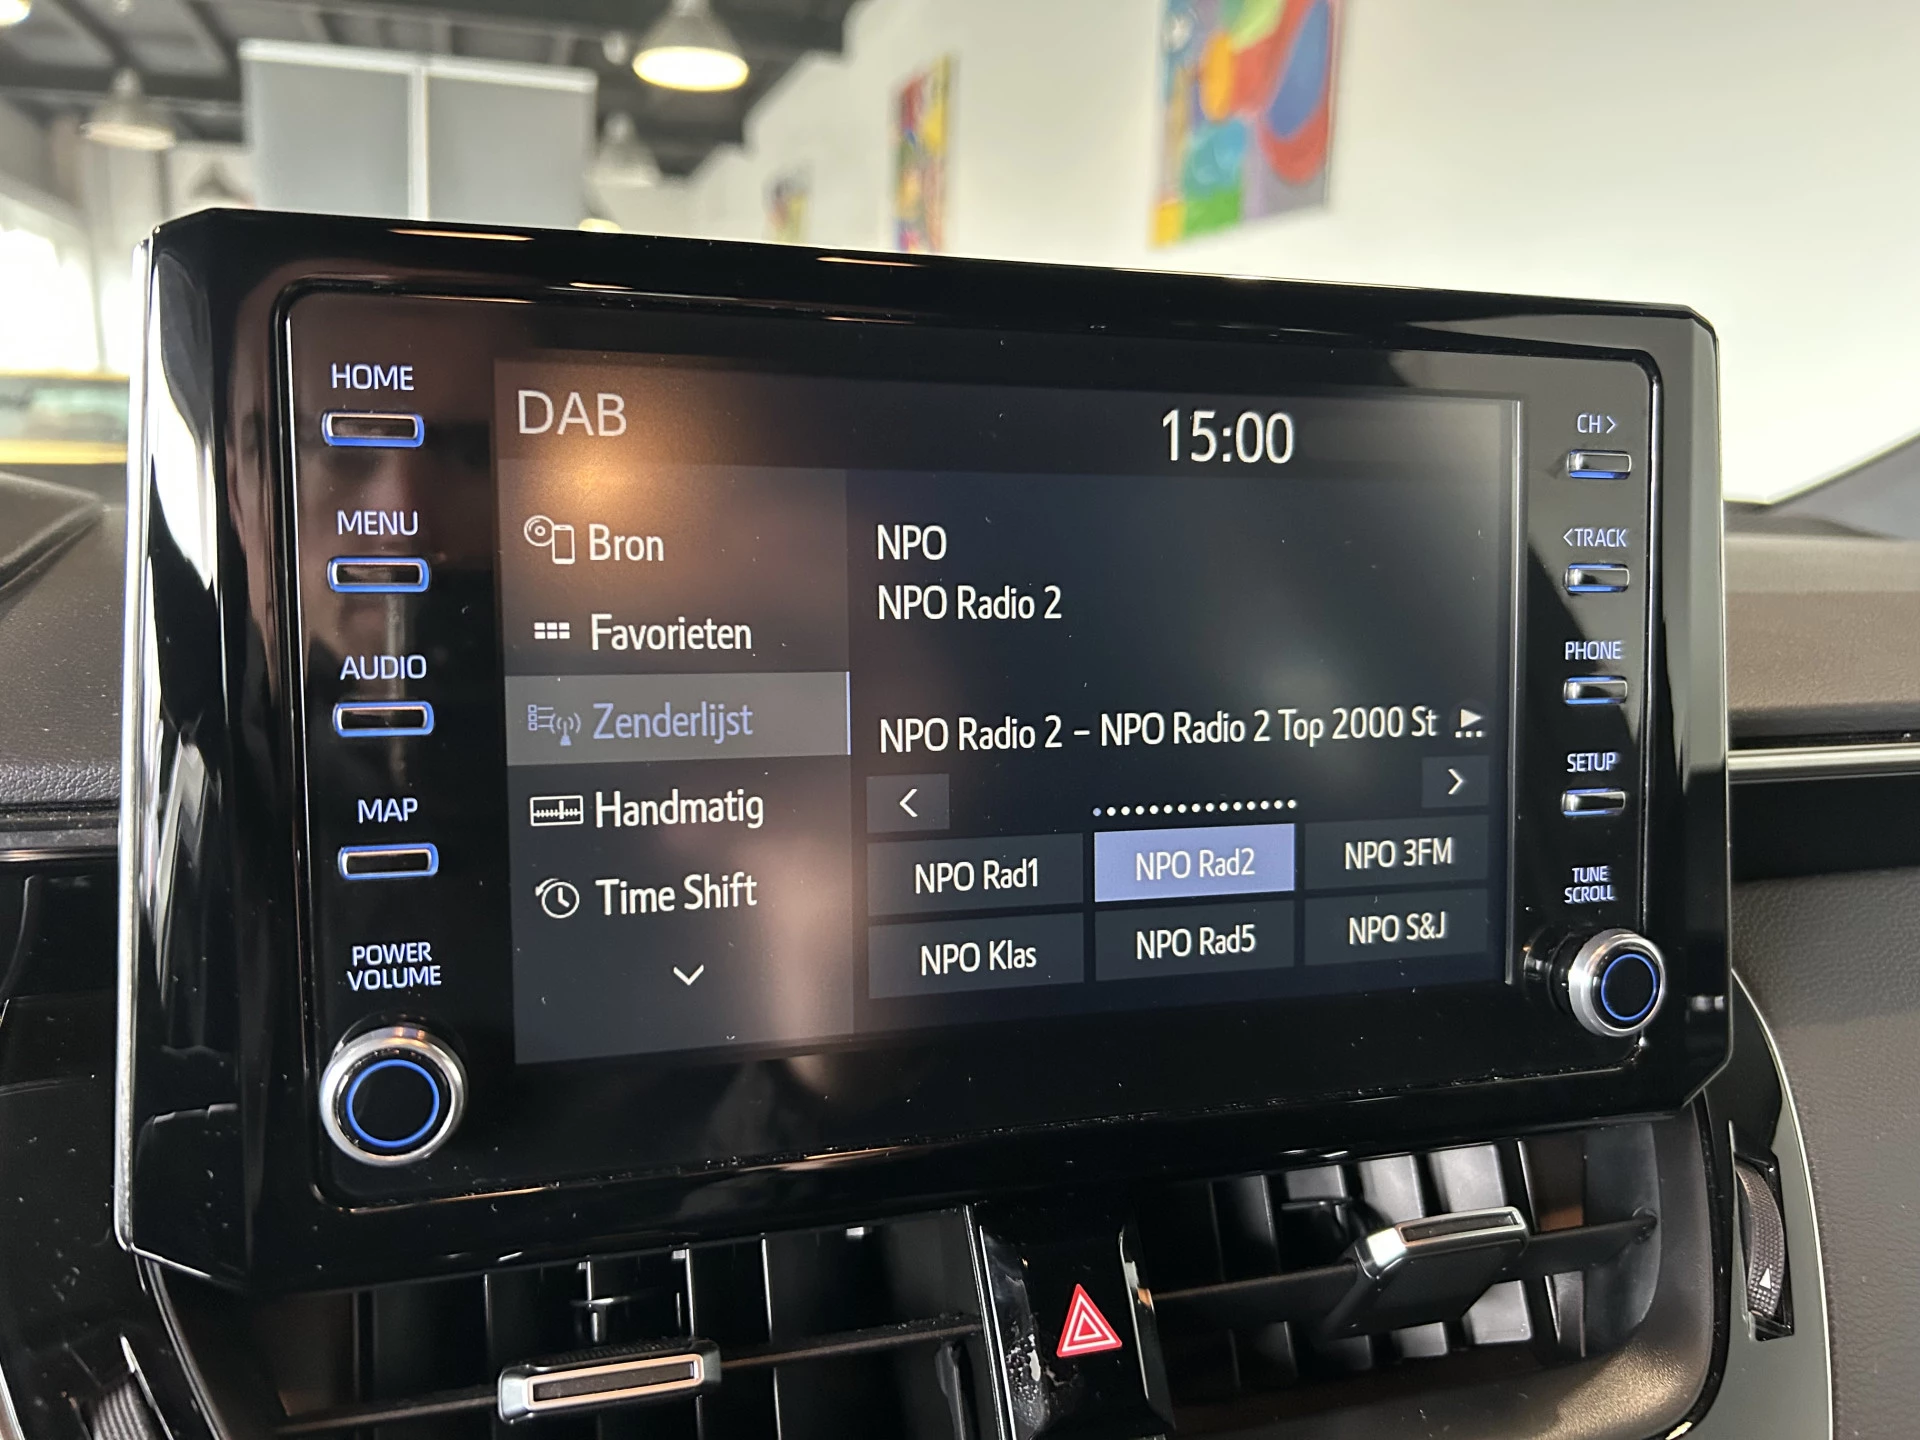 HOME
MENU
AUDIO
MAP
POWER
VOLUME
DAB
15:00
Bron
Favorieten
Zenderlijst
Handmatig
Time Shift
NPO
NPO Radio 2
NPO Radio 2 – NPO Radio 2 Top 2000 St
NPO Rad1
NPO Rad2
NPO 3FM
NPO Klas
NPO Rad5
NPO S&J
CH>
<TRACK
PHONE
SETUP
TUNE
SCROLL